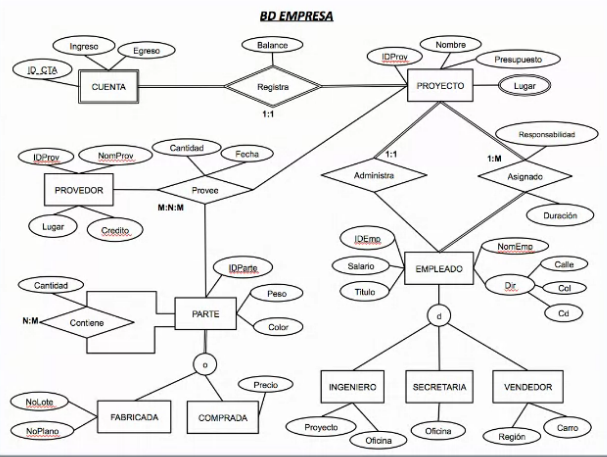 BD EMPRESA
Ingreso
Egreso
ID_CTA
CUENTA
Balance
Registra
1:1
IDProy
Nombre
Presupuesto
Lugar
PROYECTO
IDProv
NomProv
PROVEDOR
Lugar
Credito
Cantidad
Fecha
Provee
M:N:M
1:1
Administra
1:M
Asignado
Responsabilidad
Duración
Cantidad
N:M
Contiene
IDParte
Peso
Color
PARTE
o
FABRICADA
COMPRADA
Precio
NoLote
NoPlano
IDEmp
Salario
Titulo
EMPLEADO
NomEmp
Dir
Calle
Col
Cd
d
INGENIERO
SECRETARIA
VENDEDOR
Proyecto
Oficina
Oficina
Región
Carro